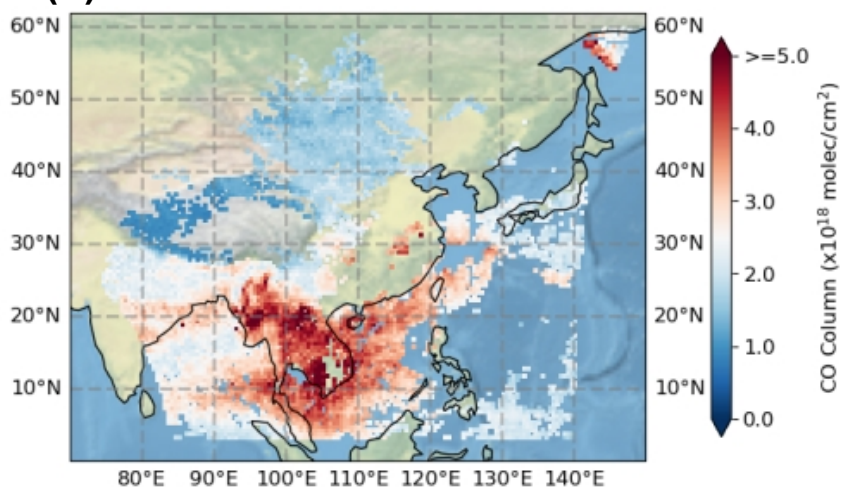 60°N 60°N
50°N 50°N
40°N 40°N
30°N 30°N
20°N 20°N
10°N 10°N
80°E 90°E 100°E 110°E 120°E 130°E 140°E
>=5.0
4.0
3.0
2.0
1.0
0.0
CO Column (x10¹⁸ molec/cm²)